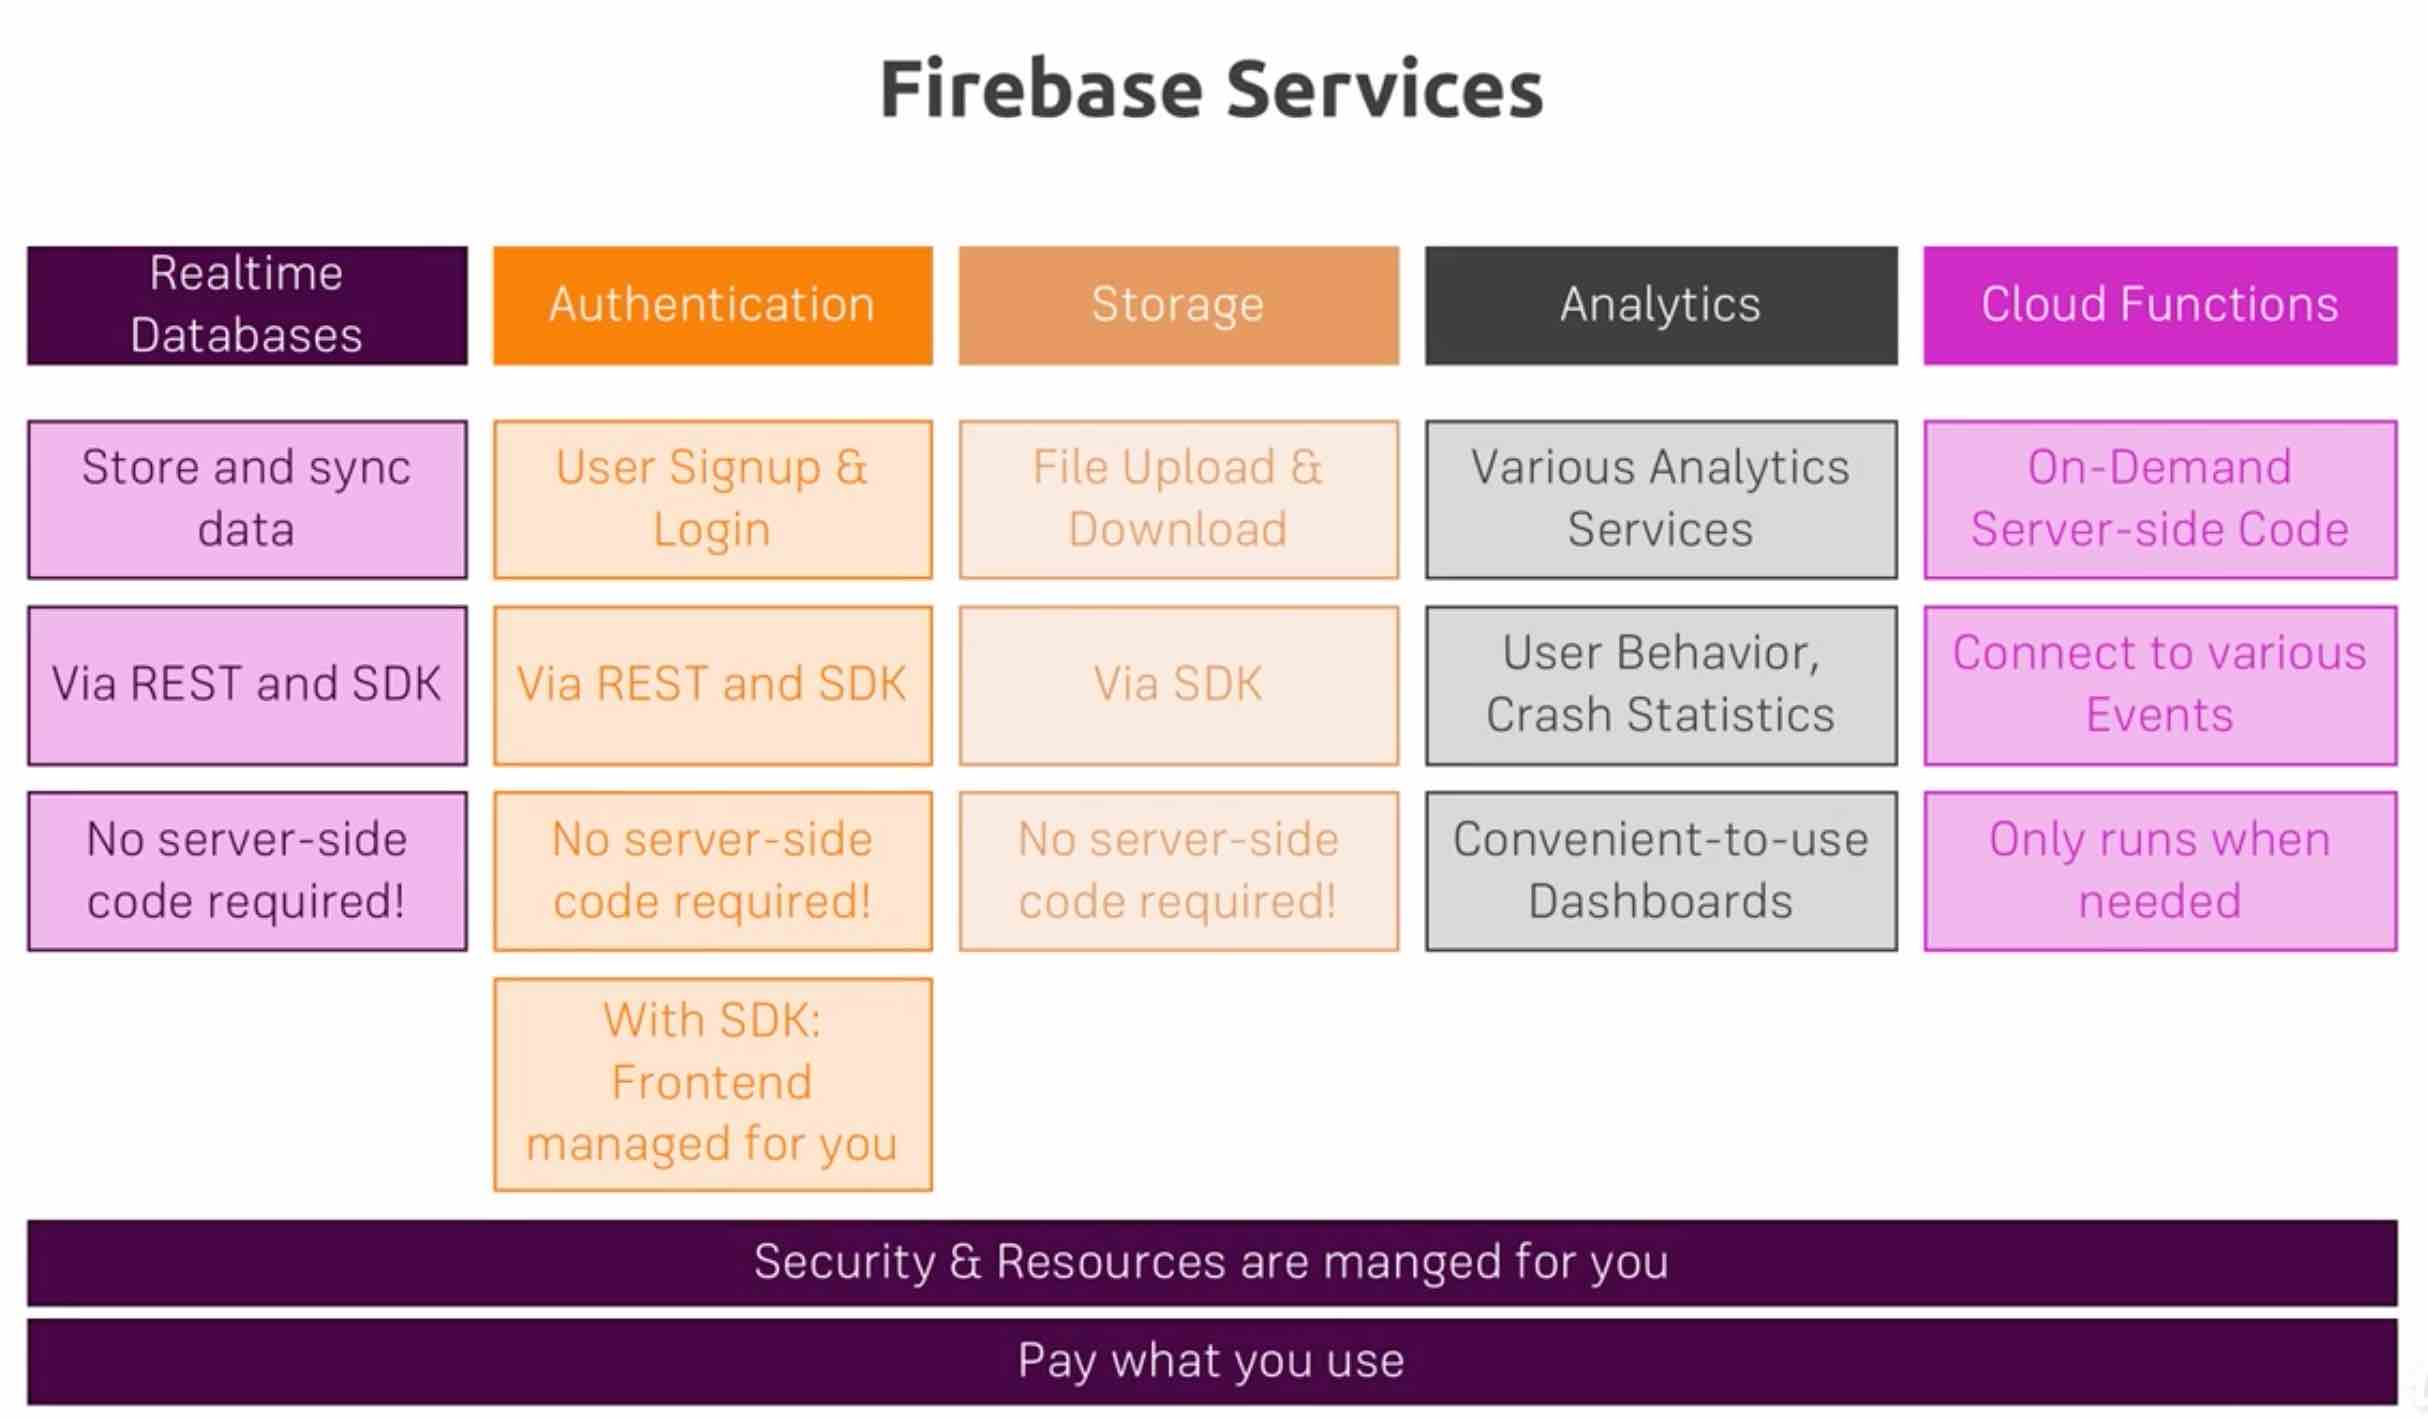 Firebase Services
Realtime
Databases
Authentication
Storage
Analytics
Cloud Functions
Store and sync
data
User Signup &
Login
File Upload &
Download
Various Analytics
Services
On-Demand
Server-side Code
Via REST and SDK
Via REST and SDK
Via SDK
User Behavior,
Crash Statistics
Connect to various
Events
No server-side
code required!
No server-side
code required!
No server-side
code required!
Convenient-to-use
Dashboards
Only runs when
needed
With SDK:
Frontend
managed for you
Security & Resources are manged for you
Pay what you use